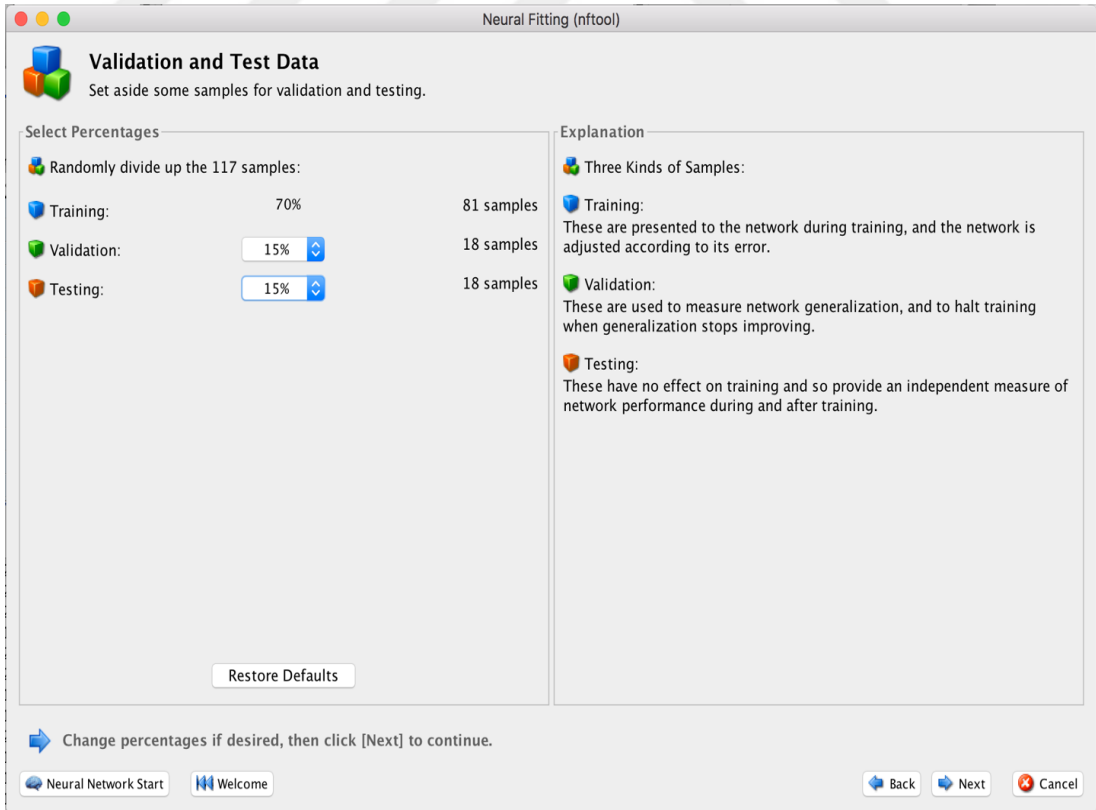 Neural Fitting (nftool)
Validation and Test Data
Set aside some samples for validation and testing.
Select Percentages
Randomly divide up the 117 samples:
Training: 70% 81 samples
Validation: 15% 18 samples
Testing: 15% 18 samples
Restore Defaults
Explanation
Three Kinds of Samples:
Training:
These are presented to the network during training, and the network is
adjusted according to its error.
Validation:
These are used to measure network generalization, and to halt training
when generalization stops improving.
Testing:
These have no effect on training and so provide an independent measure of
network performance during and after training.
Change percentages if desired, then click [Next] to continue.
Neural Network Start Welcome Back Next Cancel